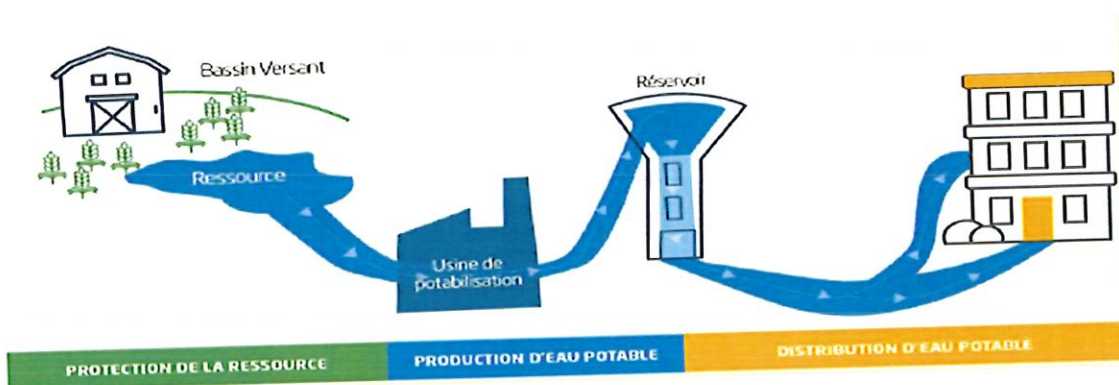 Bassin Versant
Réservoir
Ressource
Usine de
potabilisation
PROTECTION DE LA RESSOURCE
PRODUCTION D'EAU POTABLE
DISTRIBUTION D'EAU POTABLE